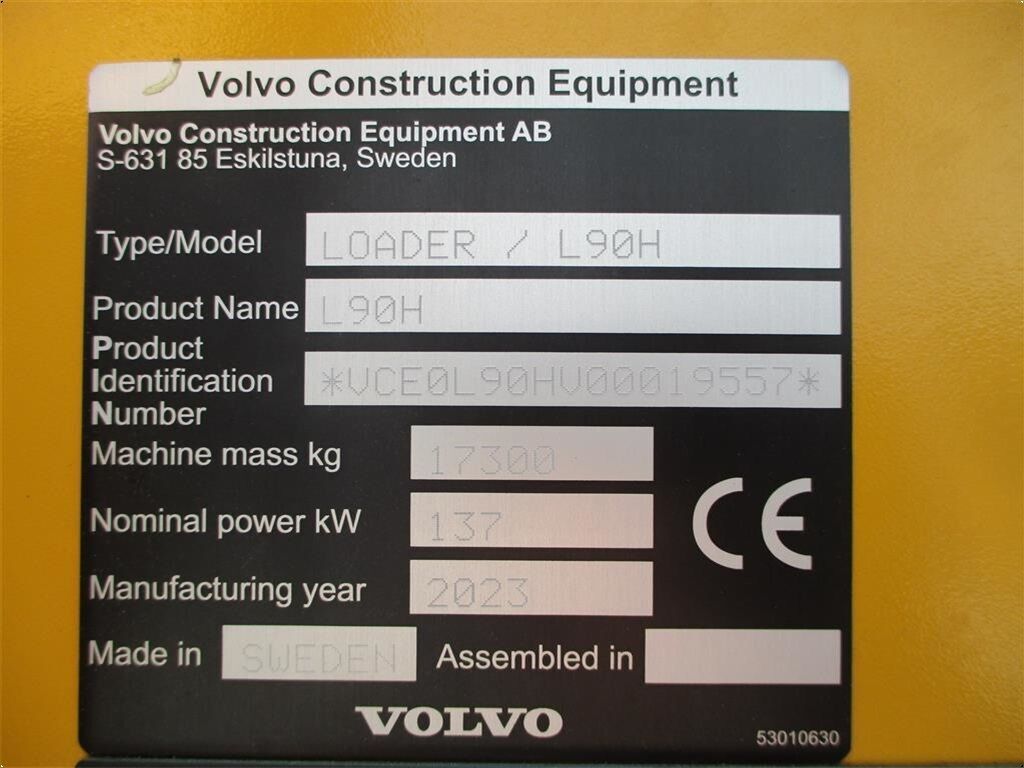 Volvo Construction Equipment
Volvo Construction Equipment AB
S-631 85 Eskilstuna, Sweden
Type/Model LOADER / L90H
Product Name L90H
Product
Identification *VCE0L90HV00019557*
Number
Machine mass kg 17300
Nominal power kW 137
CE
Manufacturing year 2023
Made in SWEDEN Assembled in
VOLVO
53010630